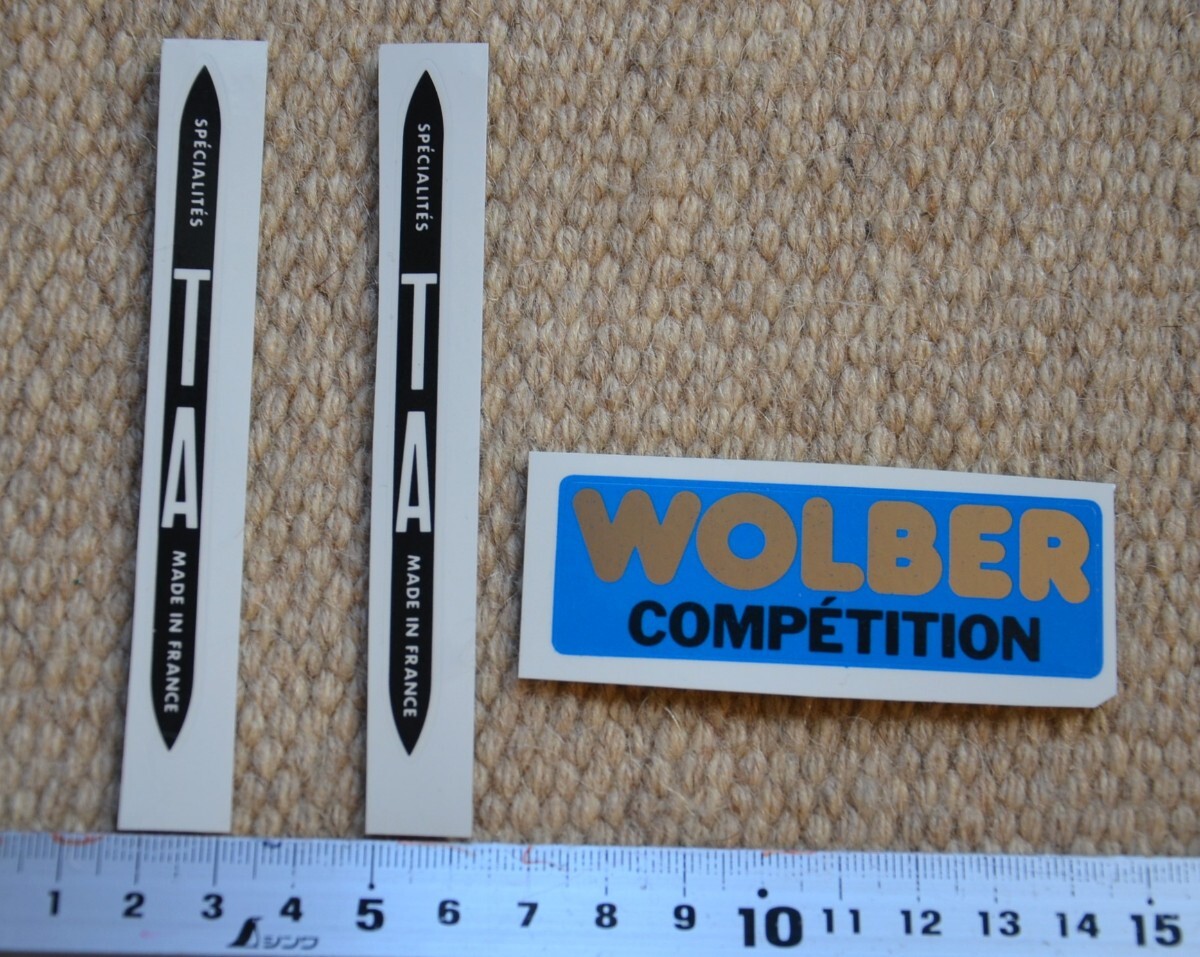 SPÉCIALITÉS
TA
MADE IN FRANCE
SPÉCIALITÉS
TA
MADE IN FRANCE
WOLBER
COMPÉTITION
1 2 3 4 5 6 7 8 9 10 11 12 13 14 15
シンワ